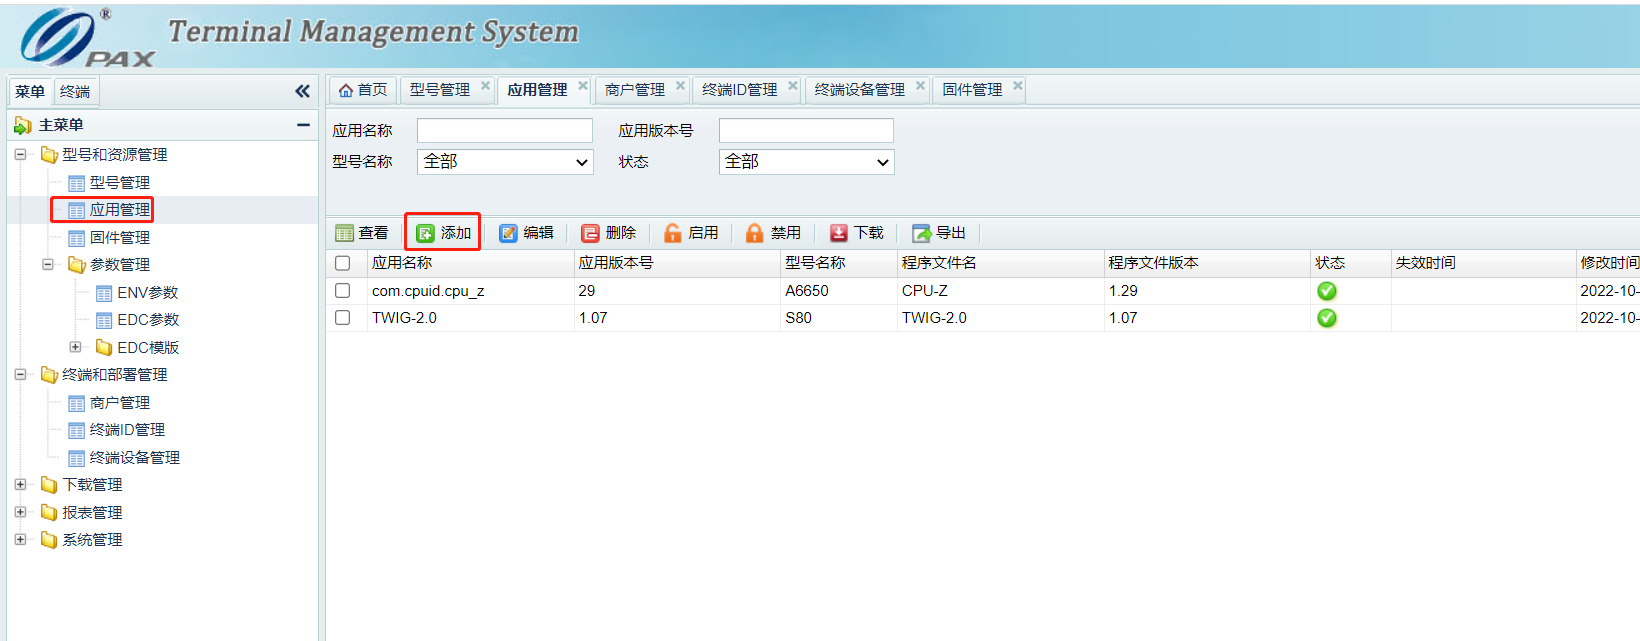 ® PAX Terminal Management System
菜单 终端
首页 型号管理 应用管理 商户管理 终端ID管理 终端设备管理 固件管理
主菜单
型号和资源管理
型号管理
应用管理
固件管理
参数管理
ENV参数
EDC参数
EDC模版
终端和部署管理
商户管理
终端ID管理
终端设备管理
下载管理
报表管理
系统管理
应用名称 应用版本号
型号名称 全部 状态 全部
查看 添加 编辑 删除 启用 禁用 下载 导出
应用名称 应用版本号 型号名称 程序文件名 程序文件版本 状态 失效时间 修改时间
com.cpuid.cpu_z 29 A6650 CPU-Z 1.29 2022-10-
TWIG-2.0 1.07 S80 TWIG-2.0 1.07 2022-10-